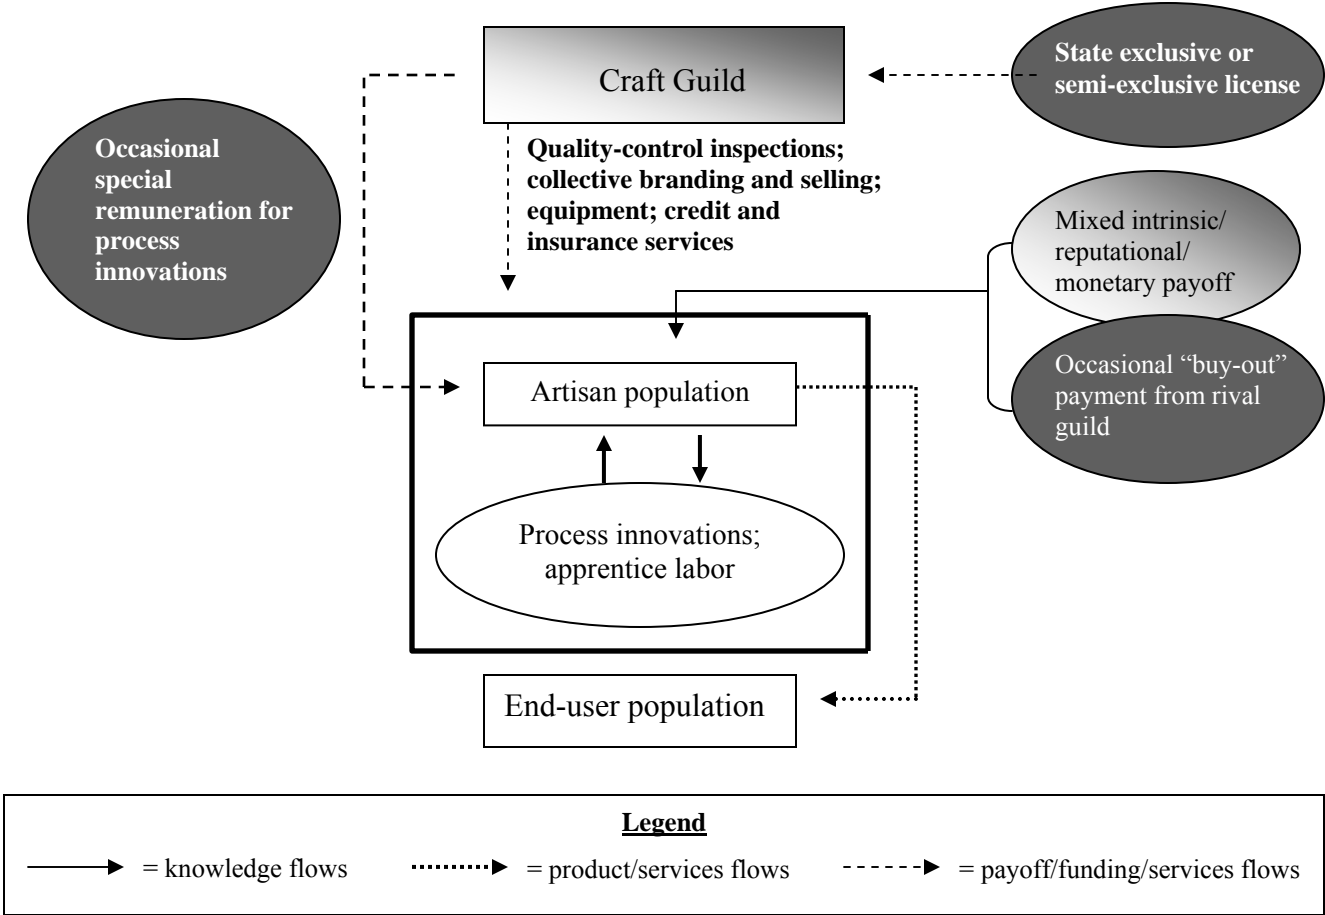 Craft Guild
State exclusive or
semi-exclusive license
Occasional
special
remuneration for
process
innovations
Quality-control inspections;
collective branding and selling;
equipment; credit and
insurance services
Mixed intrinsic/
reputational/
monetary payoff
Occasional “buy-out”
payment from rival
guild
Artisan population
Process innovations;
apprentice labor
End-user population
Legend
= knowledge flows
= product/services flows
= payoff/funding/services flows